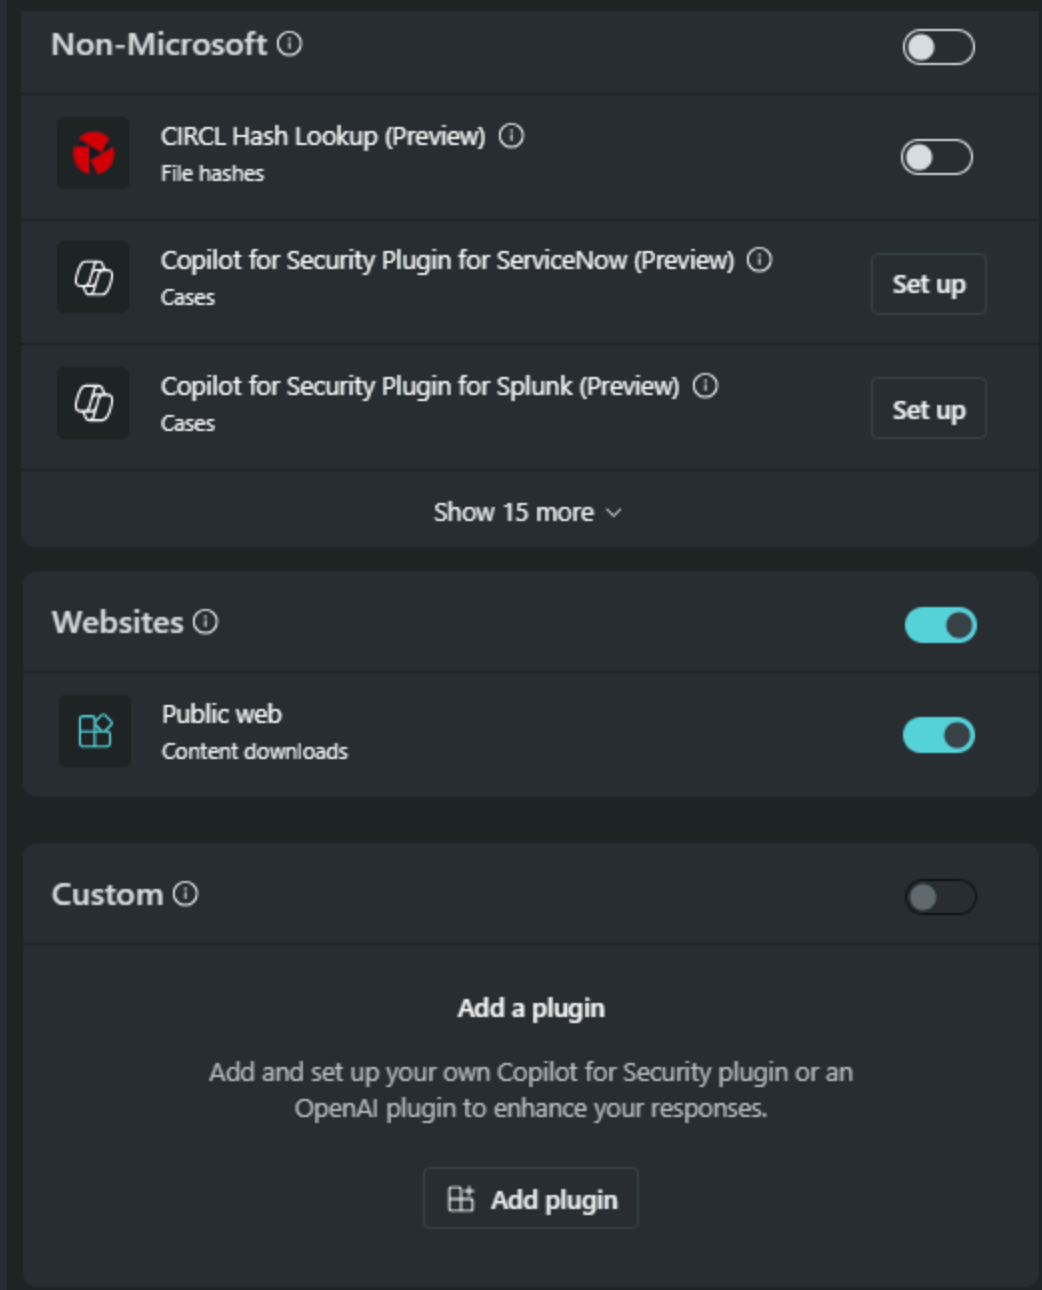 Non-Microsoft
CIRCL Hash Lookup (Preview)
File hashes
Copilot for Security Plugin for ServiceNow (Preview)
Cases
Set up
Copilot for Security Plugin for Splunk (Preview)
Cases
Set up
Show 15 more
Websites
Public web
Content downloads
Custom
Add a plugin
Add and set up your own Copilot for Security plugin or an
OpenAI plugin to enhance your responses.
Add plugin